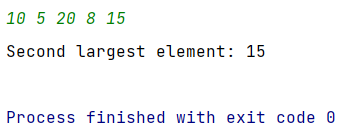 10 5 20 8 15
Second largest element: 15
Process finished with exit code 0